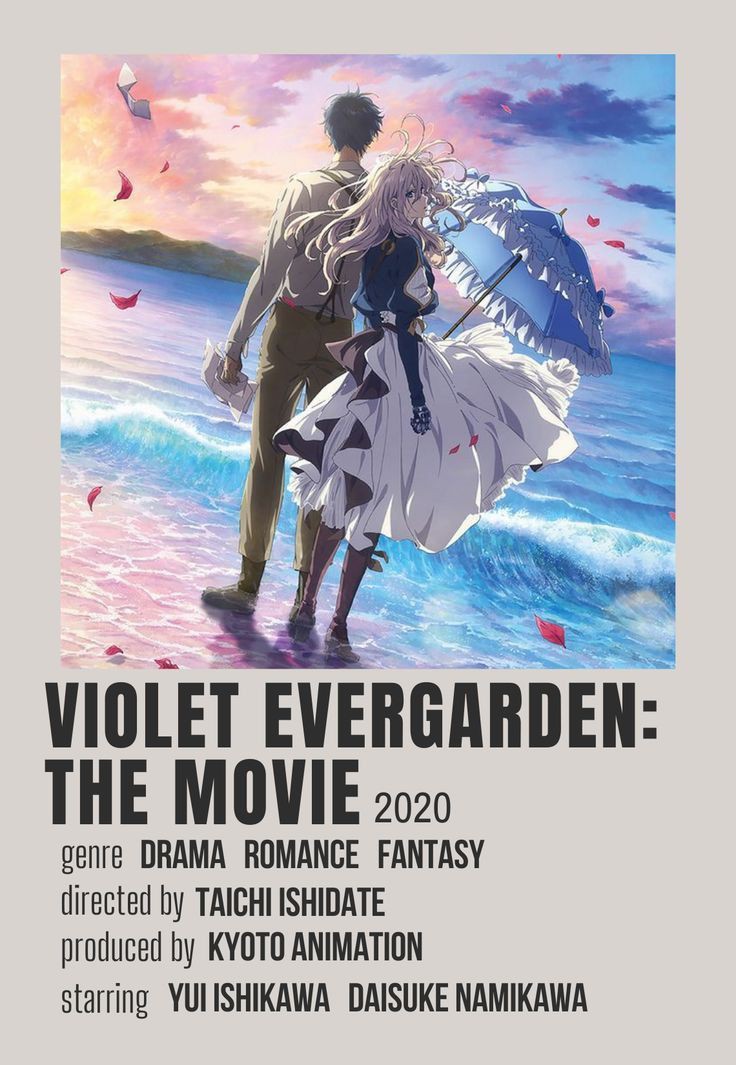 VIOLET EVERGARDEN:
THE MOVIE 2020
genre DRAMA ROMANCE FANTASY
directed by TAICHI ISHIDATE
produced by KYOTO ANIMATION
starring YUI ISHIKAWA DAISUKE NAMIKAWA